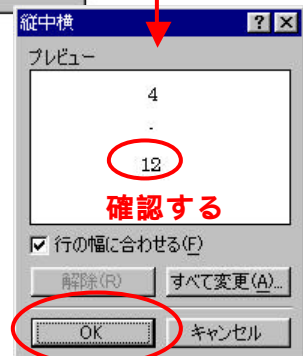 縦中横
?
×
プレビュー
4
.
12
確認する
行の幅に合わせる(F)
解除(R)
すべて変更(A)...
OK
キャンセル